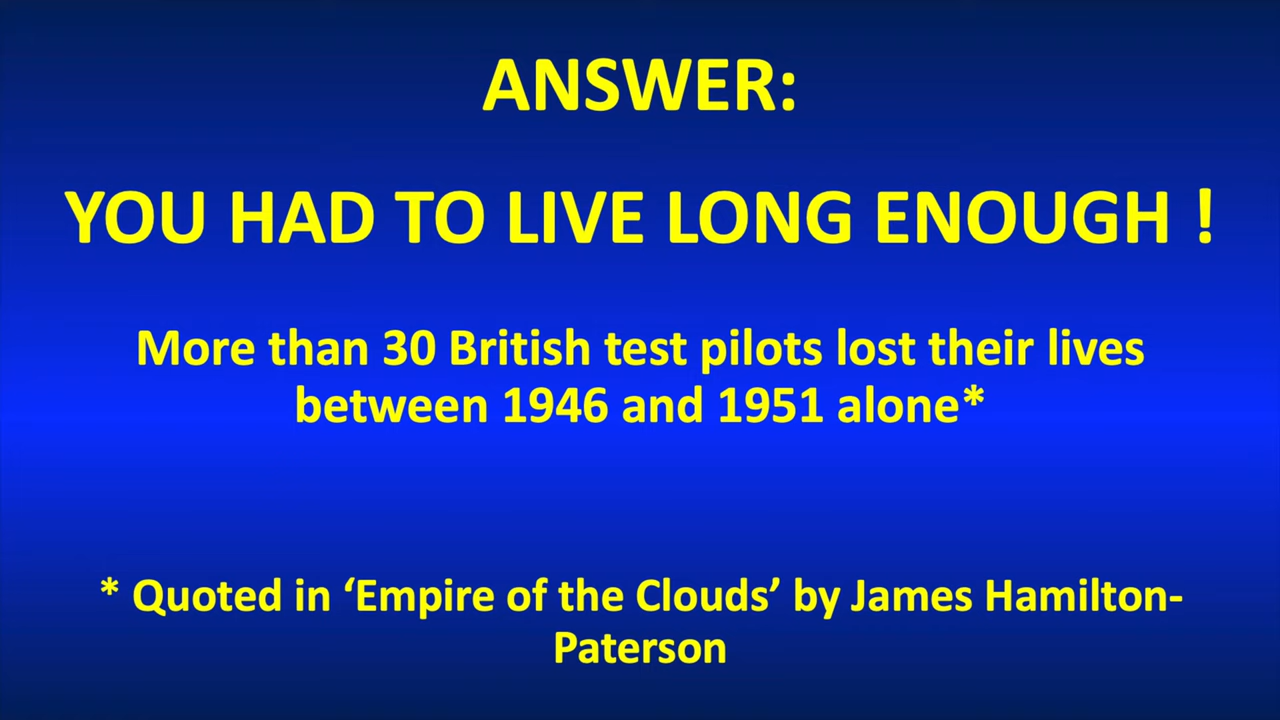 ANSWER:
YOU HAD TO LIVE LONG ENOUGH !
More than 30 British test pilots lost their lives
between 1946 and 1951 alone*
* Quoted in ‘Empire of the Clouds’ by James Hamilton-
Paterson